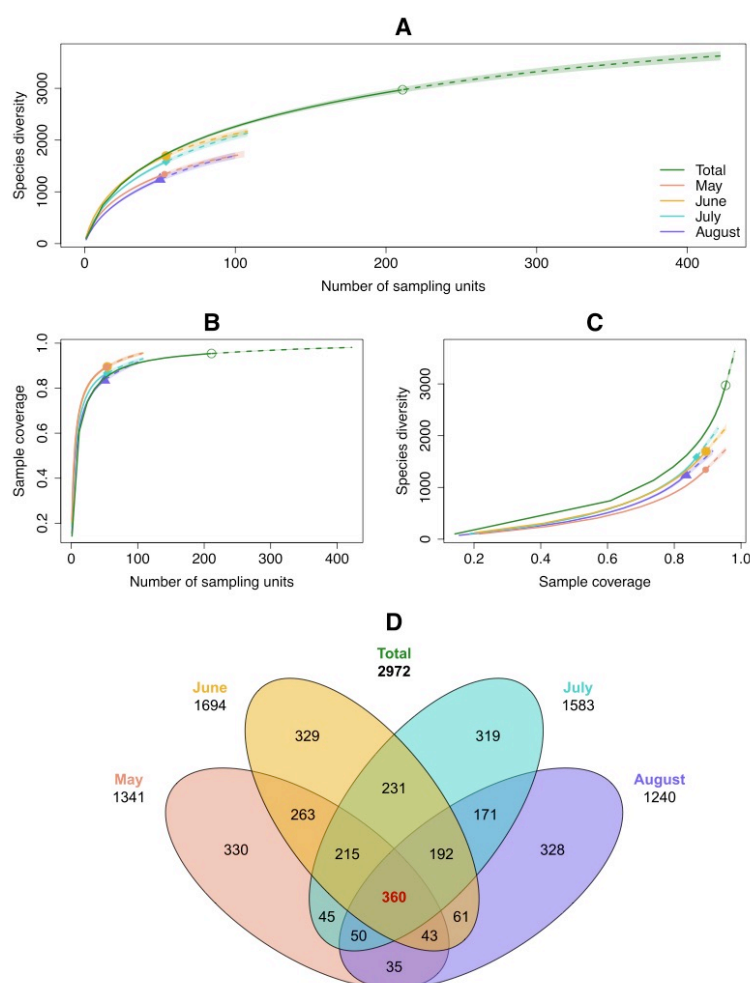 A
Species diversity
3000
2000
1000
0
Total
May
June
July
August
0 100 200 300 400
Number of sampling units
B
Sample coverage
1.0
0.8
0.6
0.4
0.2
0 100 200 300 400
Number of sampling units
C
Species diversity
3000
2000
1000
0
0.2 0.4 0.6 0.8 1.0
Sample coverage
D
Total
2972
June
1694
July
1583
May
1341
August
1240
329
319
231
263
171
330
215
192
328
360
45
61
50
43
35